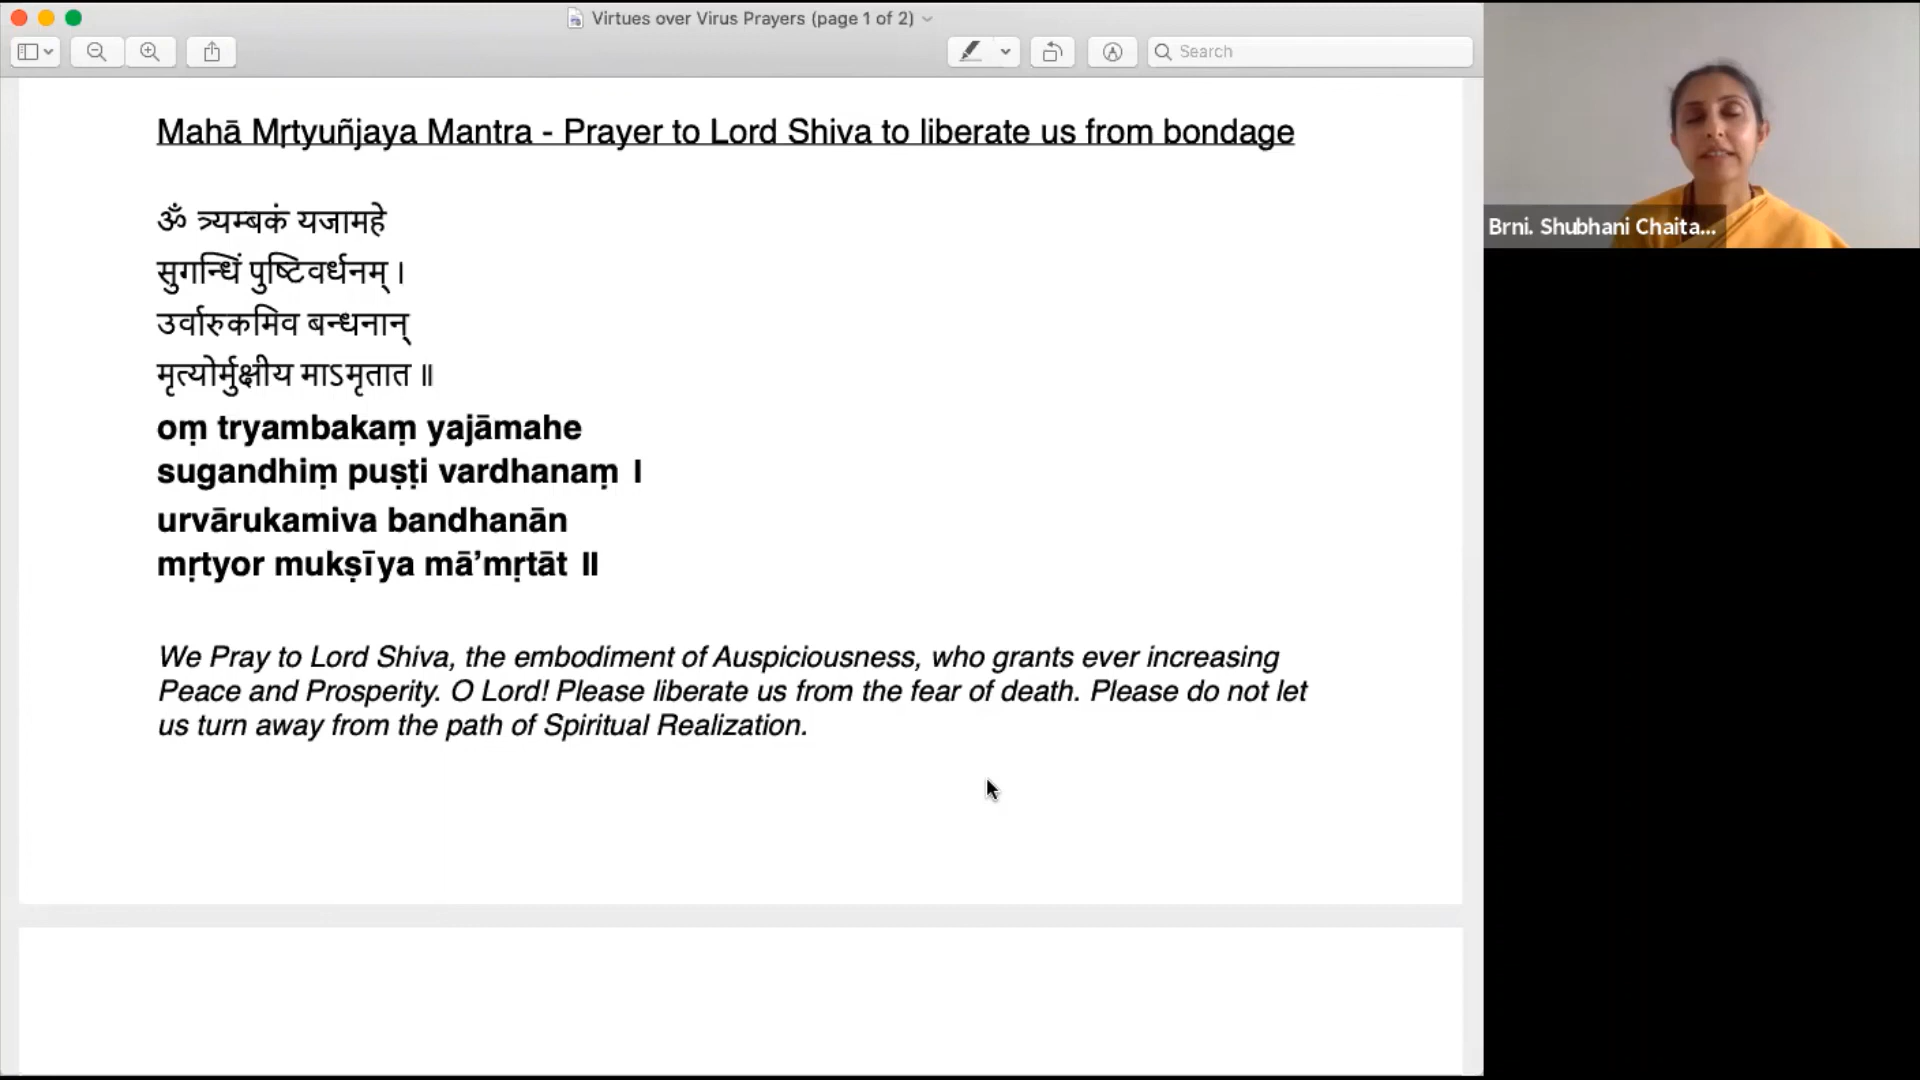 Virtues over Virus Prayers (page 1 of 2)
Search
Mahā Mṛtyuñjaya Mantra - Prayer to Lord Shiva to liberate us from bondage
ॐ त्र्यम्बकं यजामहे
सुगन्धिं पुष्टिवर्धनम् ।
उर्वारुकमिव बन्धनान्
मृत्योर्मुक्षीय माऽमृतात ॥
oṃ tryambakaṃ yajāmahe
sugandhiṃ puṣṭi vardhanaṃ I
urvārukamiva bandhanān
mṛtyor mukṣīya mā’mṛtāt II
We Pray to Lord Shiva, the embodiment of Auspiciousness, who grants ever increasing
Peace and Prosperity. O Lord! Please liberate us from the fear of death. Please do not let
us turn away from the path of Spiritual Realization.
Brni. Shubhani Chaita...